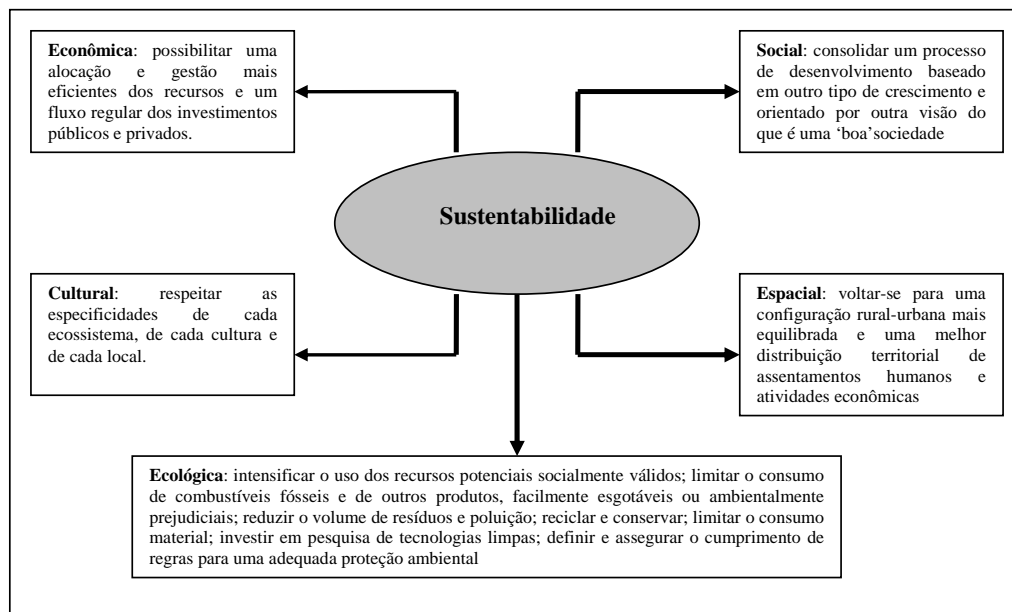 Econômica: possibilitar uma
alocação e gestão mais
eficientes dos recursos e um
fluxo regular dos investimentos
públicos e privados.
Social: consolidar um processo
de desenvolvimento baseado
em outro tipo de crescimento e
orientado por outra visão do
que é uma ‘boa’sociedade
Sustentabilidade
Cultural: respeitar as
especificidades de cada
ecossistema, de cada cultura e
de cada local.
Espacial: voltar-se para uma
configuração rural-urbana mais
equilibrada e uma melhor
distribuição territorial de
assentamentos humanos e
atividades econômicas
Ecológica: intensificar o uso dos recursos potenciais socialmente válidos; limitar o consumo
de combustíveis fósseis e de outros produtos, facilmente esgotáveis ou ambientalmente
prejudiciais; reduzir o volume de resíduos e poluição; reciclar e conservar; limitar o consumo
material; investir em pesquisa de tecnologias limpas; definir e assegurar o cumprimento de
regras para uma adequada proteção ambiental